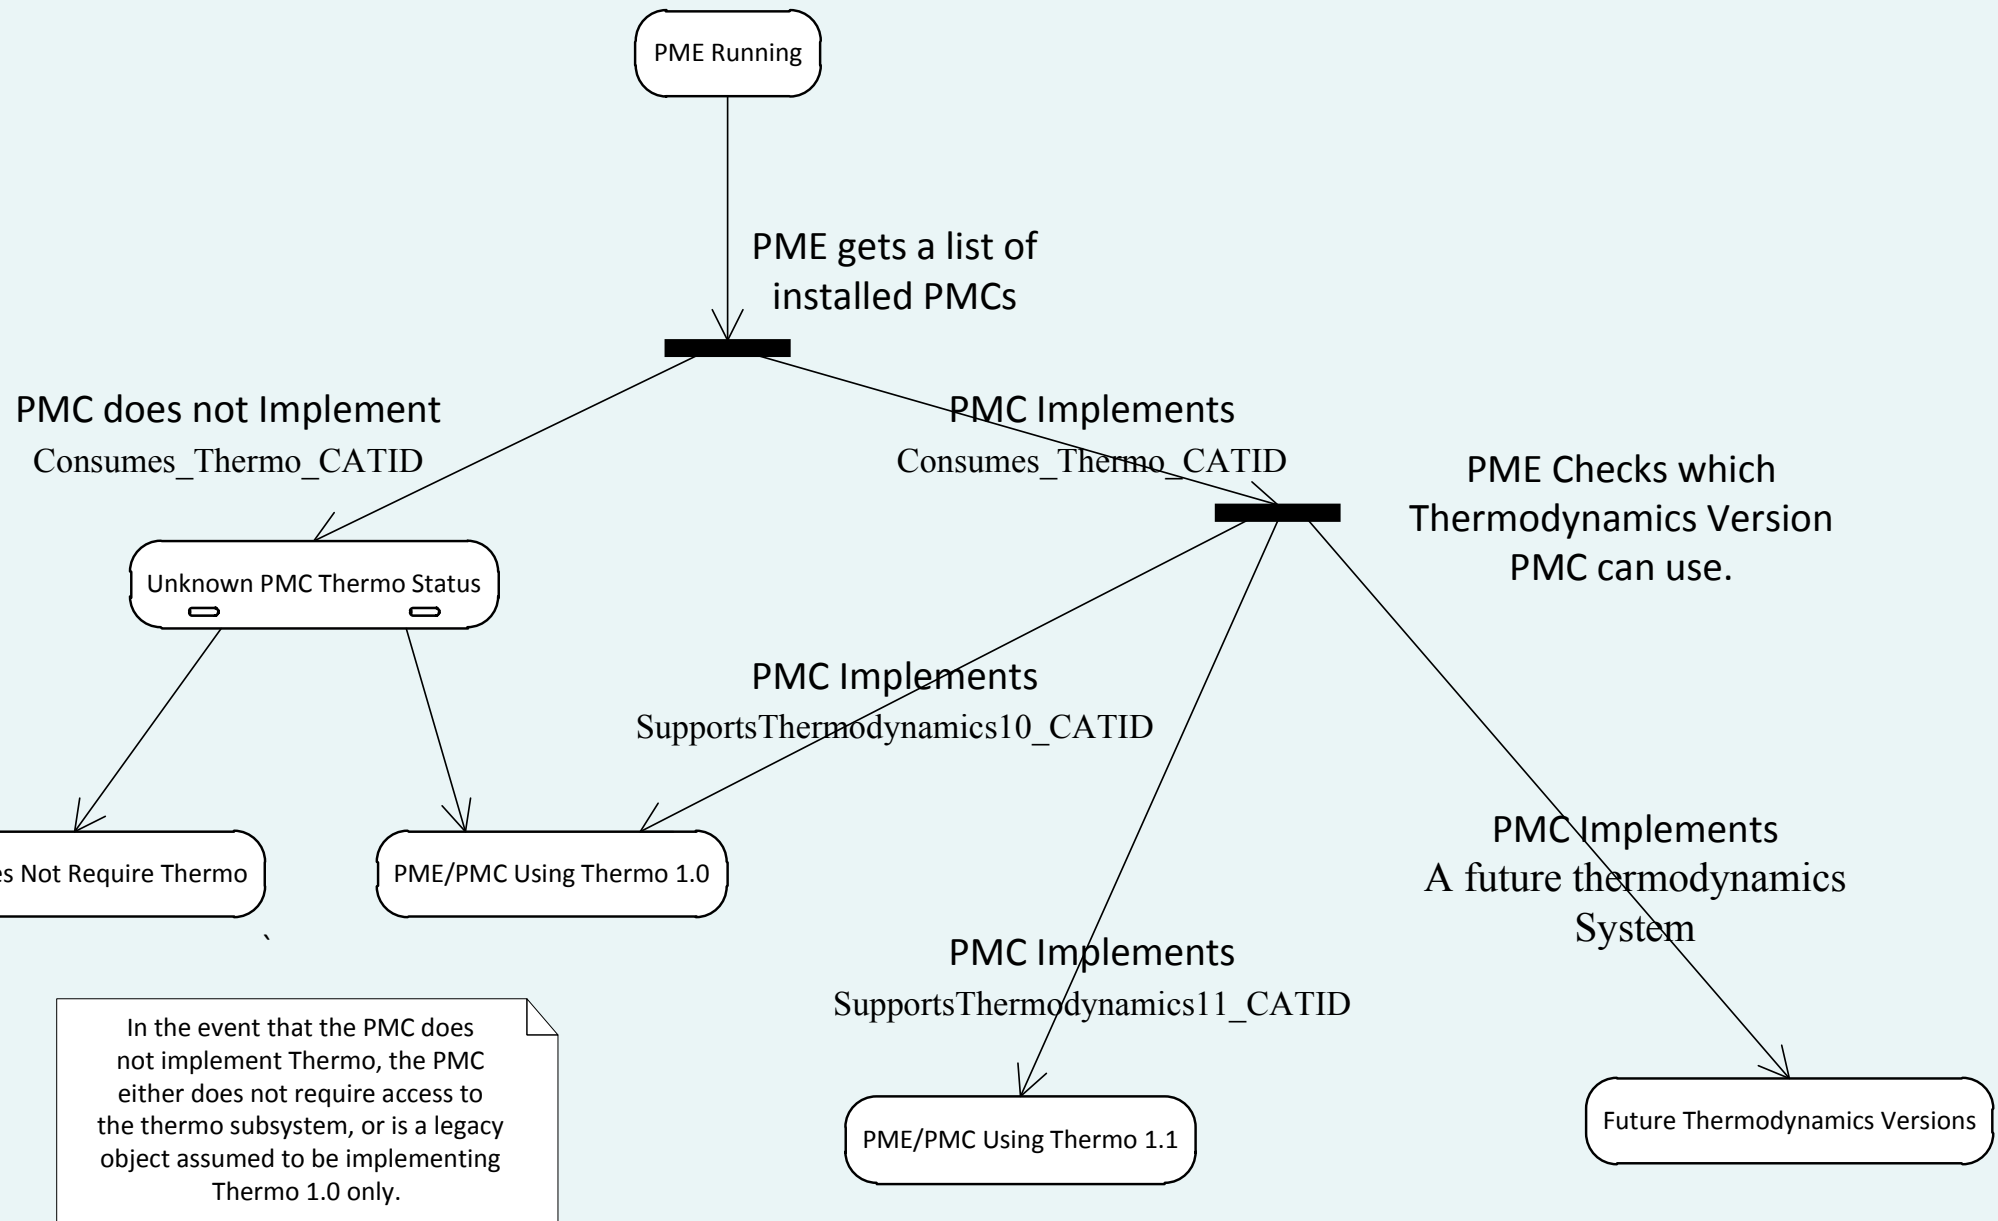 PME Running
PME gets a list of
installed PMCs
PMC does not Implement
Consumes_Thermo_CATID
PMC Implements
Consumes_Thermo_CATID
PME Checks which
Thermodynamics Version
PMC can use.
Unknown PMC Thermo Status
PMC Implements
SupportsThermodynamics10_CATID
PMC Implements
A future thermodynamics
System
Not Require Thermo
PME/PMC Using Thermo 1.0
`
PMC Implements
SupportsThermodynamics11_CATID
In the event that the PMC does
not implement Thermo, the PMC
either does not require access to
the thermo subsystem, or is a legacy
object assumed to be implementing
Thermo 1.0 only.
PME/PMC Using Thermo 1.1
Future Thermodynamics Versions